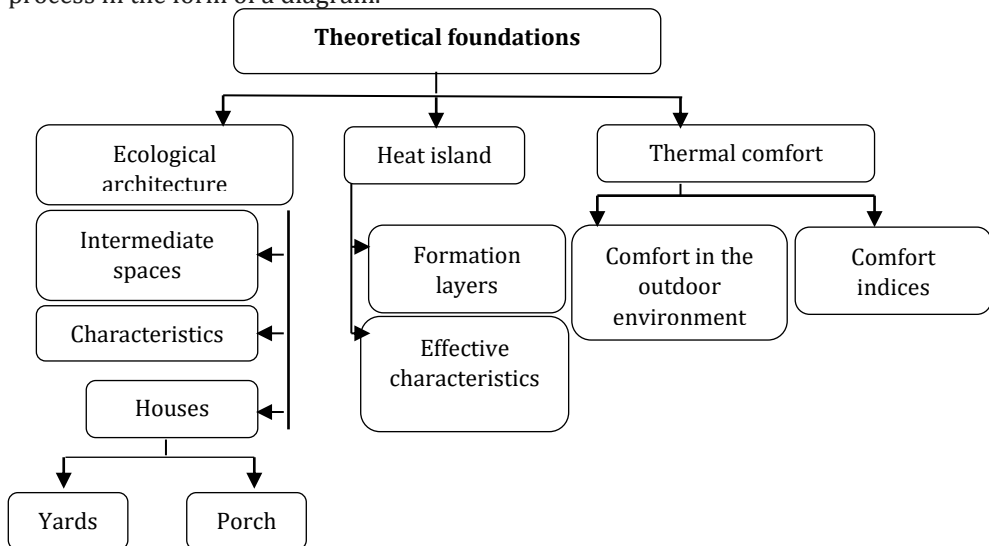 process in the form of a diagram.
Theoretical foundations
Ecological
architecture
Heat island
Thermal comfort
Intermediate
spaces
Characteristics
Houses
Yards
Porch
Formation
layers
Effective
characteristics
Comfort in the
outdoor
environment
Comfort
indices